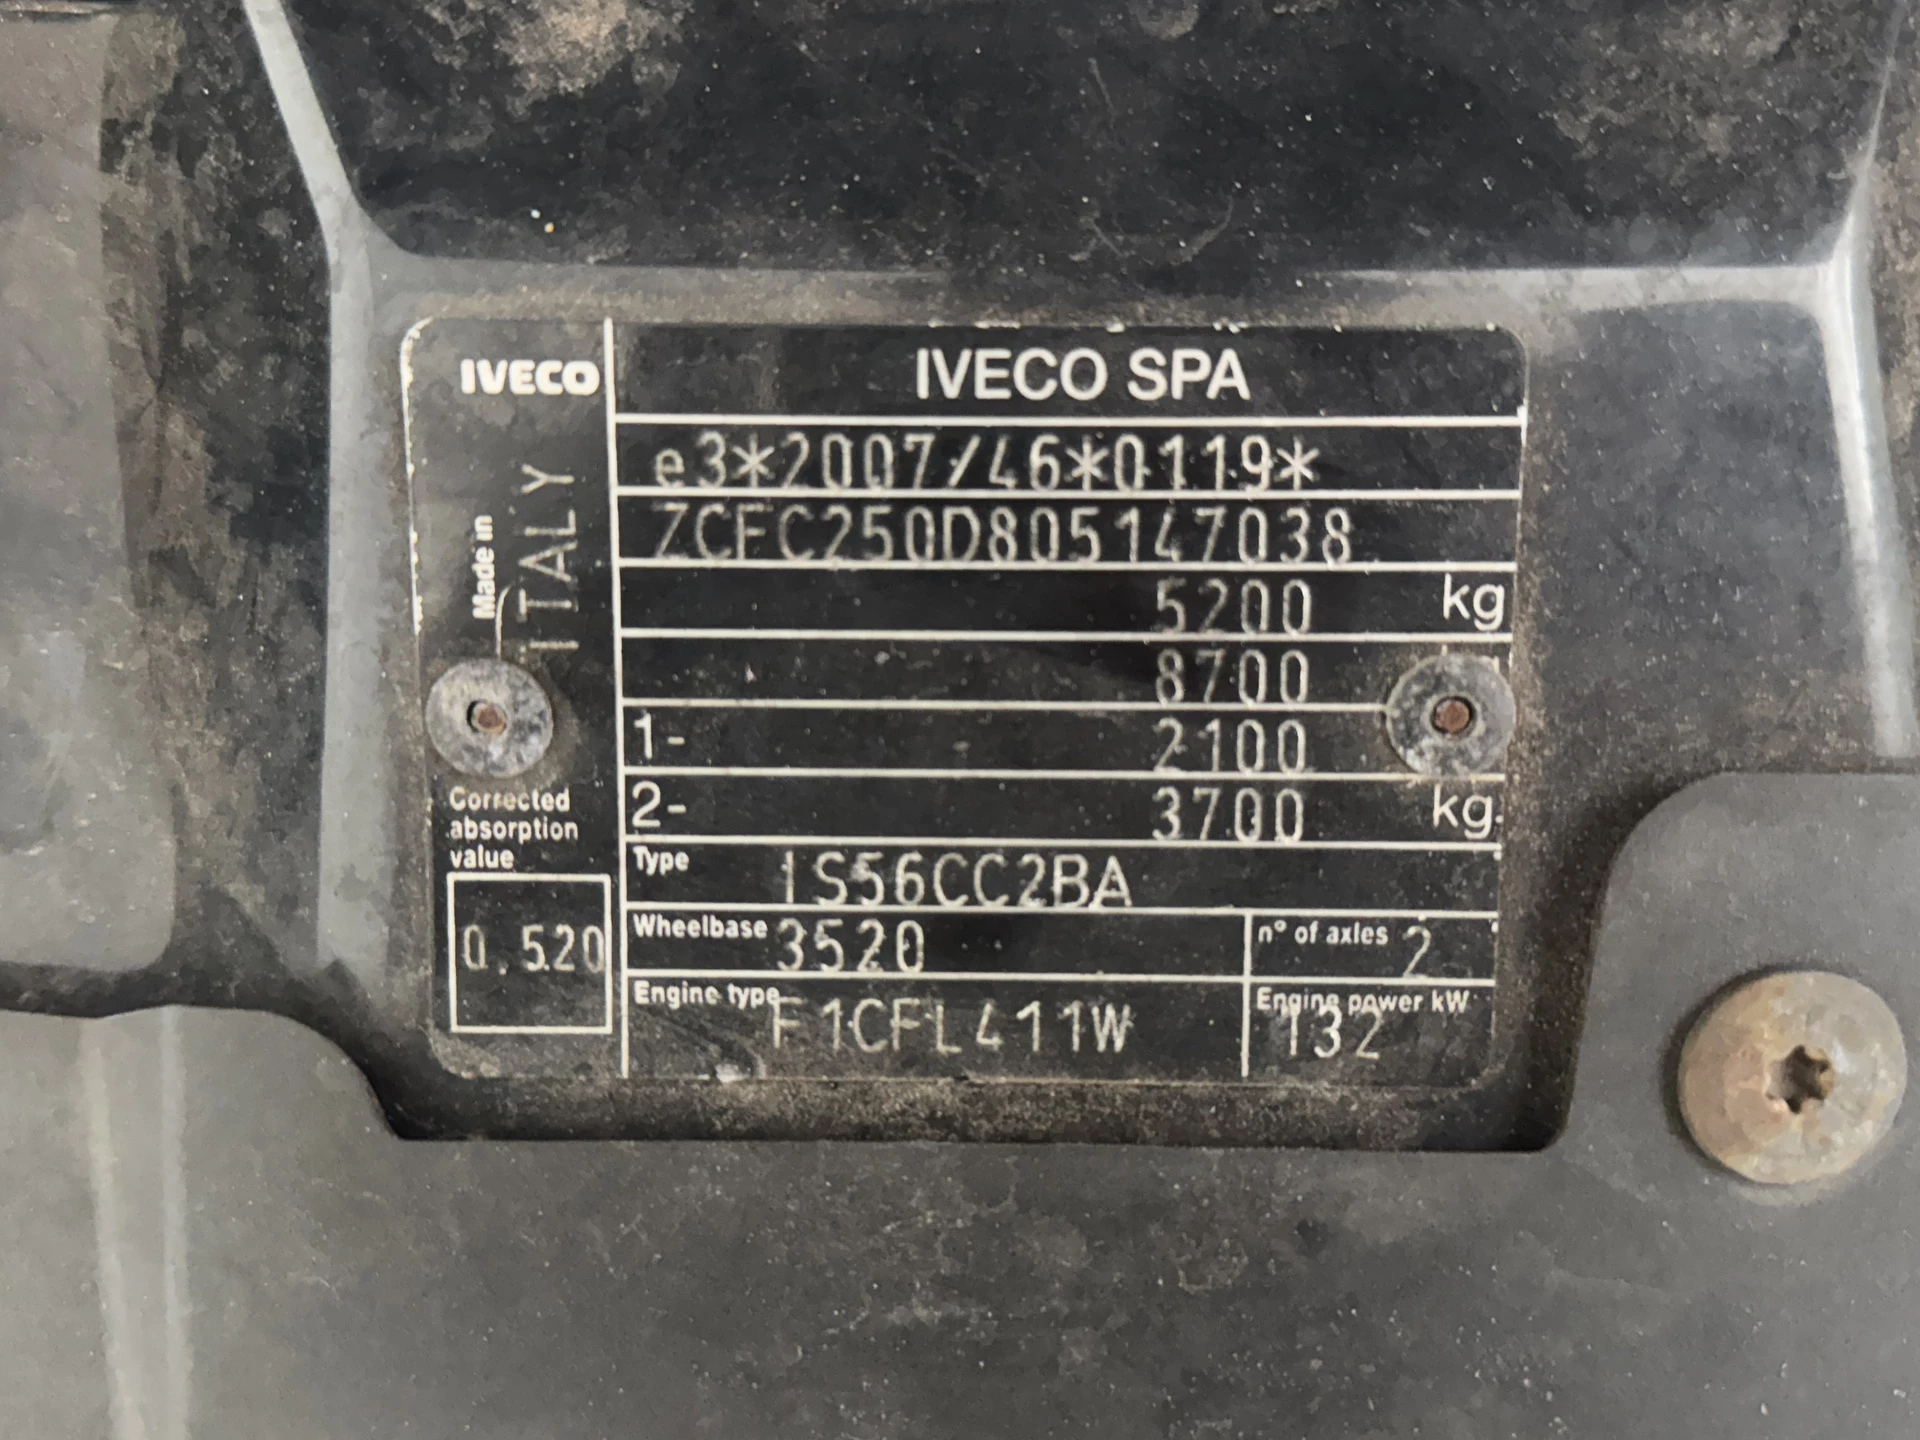 IVECO
IVECO SPA
e3*2007/46*0119*
ZCFC250D805147038
5200 kg
8700
1- 2100
2- 3700 kg
Made in
ITALY
Corrected
absorption
value
0.520
Type IS56CC2BA
Wheelbase 3520
n° of axles 2
Engine type F1CFL411W
Engine power kW 132